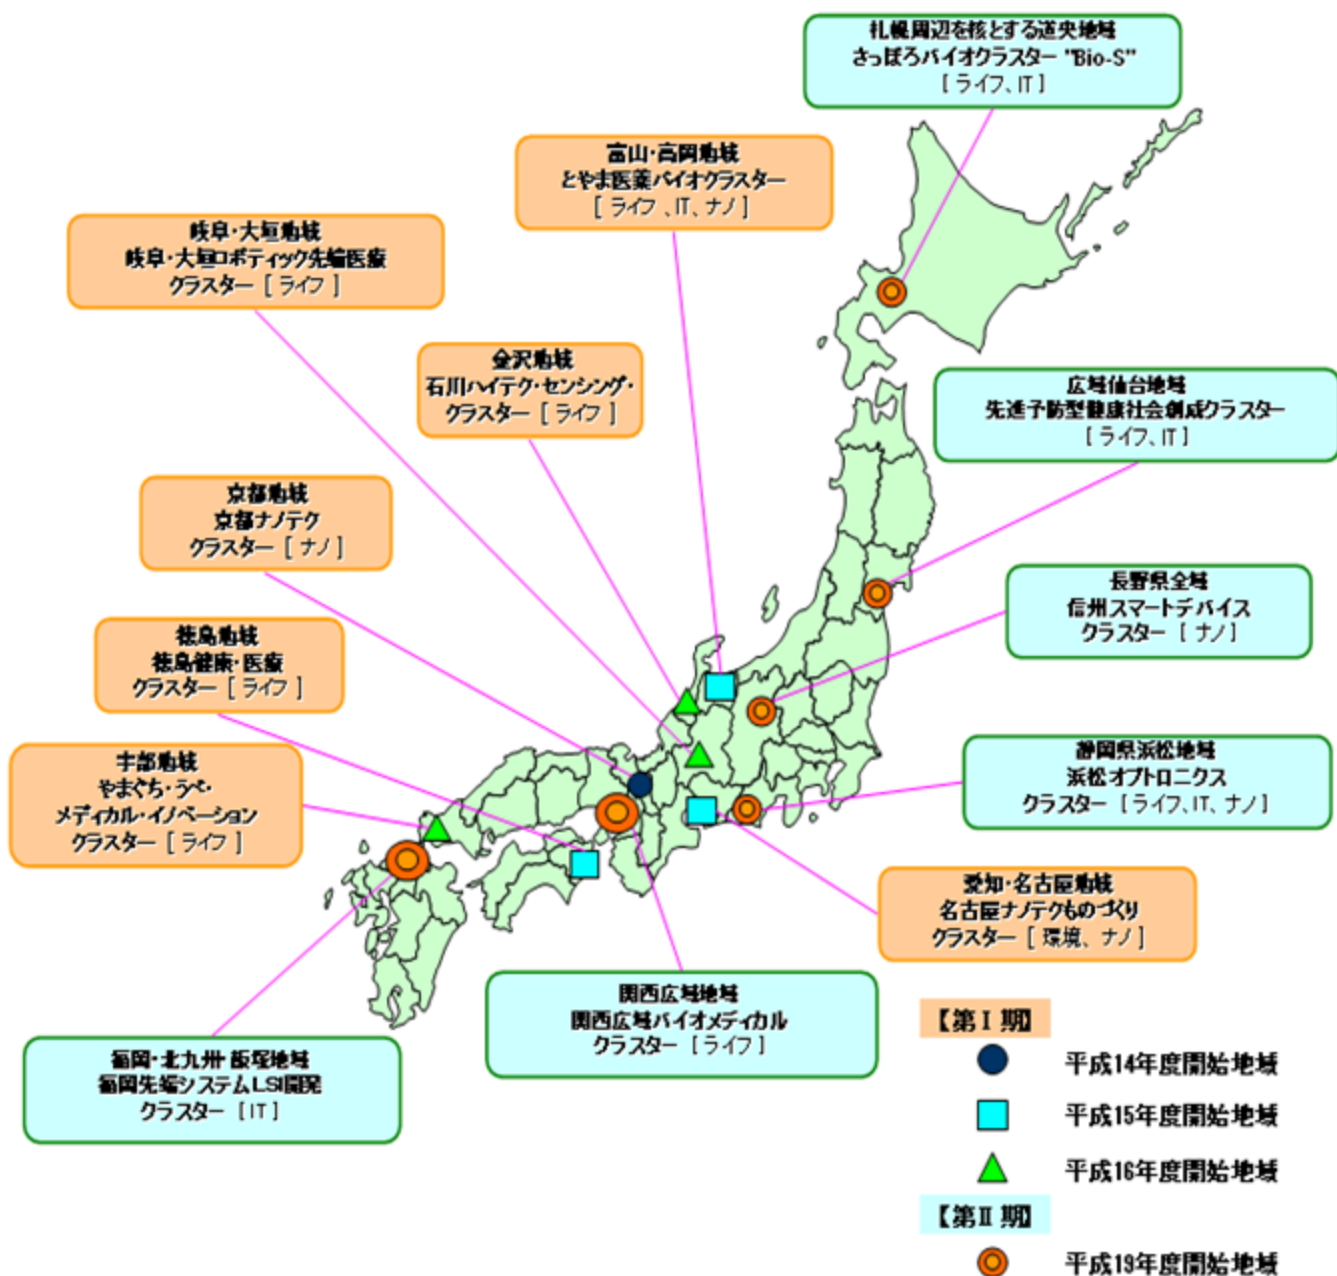 札幌周辺を核とする道央地域
さっぽろバイオクラスター "Bio-S"
[ ライフ、IT ]
富山・高岡地域
とやま医薬バイオクラスター
[ ライフ 、IT、ナノ ]
岐阜・大垣地域
岐阜・大垣ロボティック先端医療
クラスター [ ライフ ]
金沢地域
石川ハイテク・センシング・
クラスター [ ライフ ]
広域仙台地域
先進予防型健康社会創成クラスター
[ ライフ、IT ]
京都地域
京都ナノテク
クラスター [ ナノ ]
長野県全域
信州スマートデバイス
クラスター [ ナノ ]
徳島地域
徳島健康・医療
クラスター [ ライフ ]
宇部地域
やまぐち・うべ・
メディカル・イノベーション
クラスター [ ライフ ]
静岡県浜松地域
浜松オプトロニクス
クラスター [ライフ、IT、ナノ]
愛知・名古屋地域
名古屋ナノテクものづくり
クラスター [ 環境、ナノ ]
関西広域地域
関西広域バイオメディカル
クラスター [ライフ]
福岡・北九州・飯塚地域
福岡先端システムLSI開発
クラスター [IT]
【第Ⅰ期】
平成14年度開始地域
平成15年度開始地域
平成16年度開始地域
【第Ⅱ期】
平成19年度開始地域